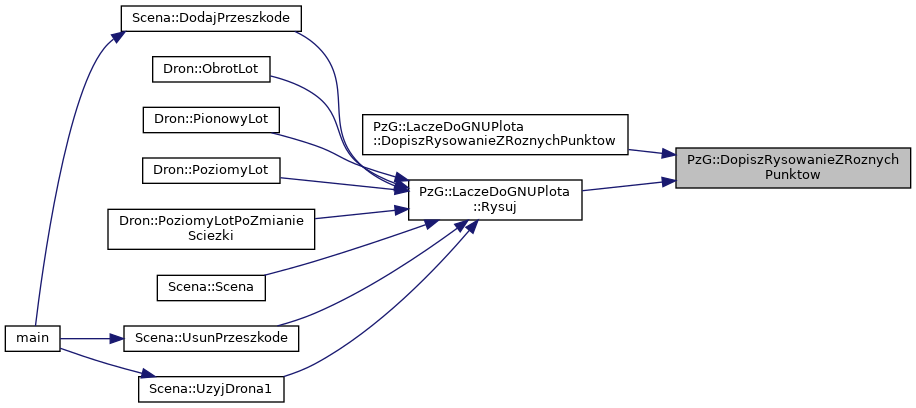 Scena::DodajPrzeszkode
Dron::ObrotLot
Dron::PionowyLot
Dron::PoziomyLot
Dron::PoziomyLotPoZmianie
Sciezki
Scena::Scena
main
Scena::UsunPrzeszkode
Scena::UzyjDrona1
PzG::LaczeDoGNUPlota
::DopiszRysowanieZRoznychPunktow
PzG::LaczeDoGNUPlota
::Rysuj
PzG::DopiszRysowanieZRoznych
Punktow